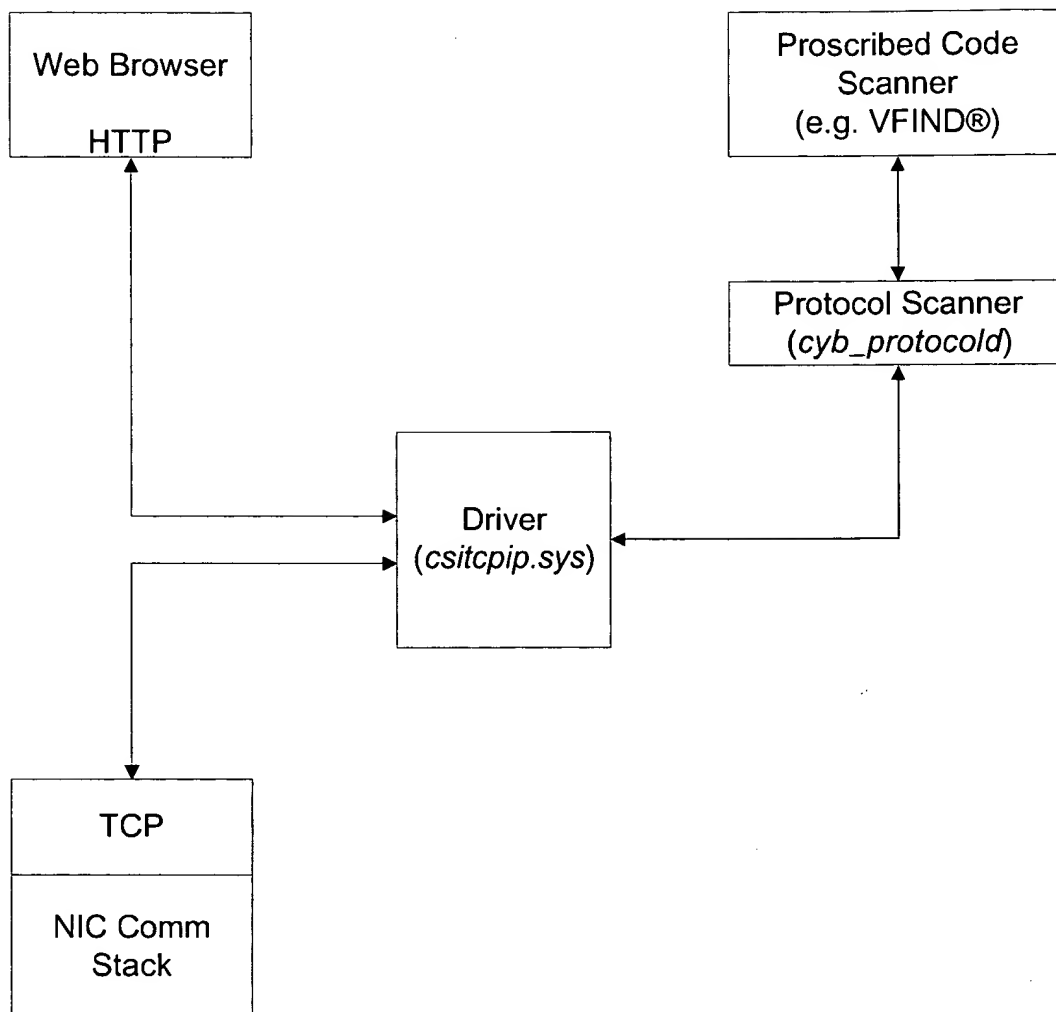 Web Browser
HTTP
Proscribed Code
Scanner
(e.g. VFIND®)
Protocol Scanner
(cyb_protocold)
Driver
(csitcpip.sys)
TCP
NIC Comm
Stack